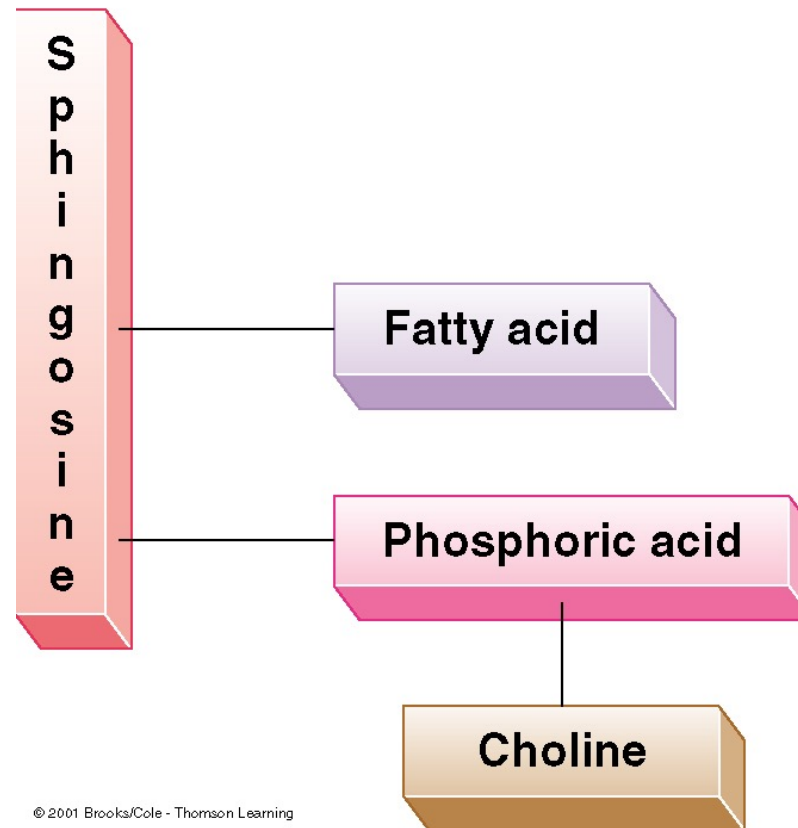 Sphingosine
Fatty acid
Phosphoric acid
Choline
© 2001 Brooks/Cole - Thomson Learning